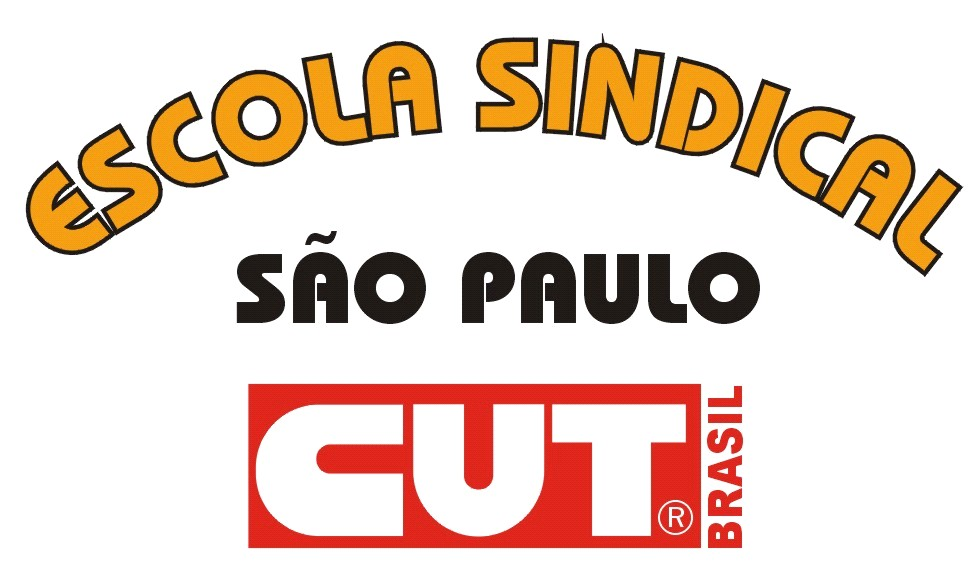 ESCOLA SINDICAL
SÃO PAULO
CUT®
BRASIL